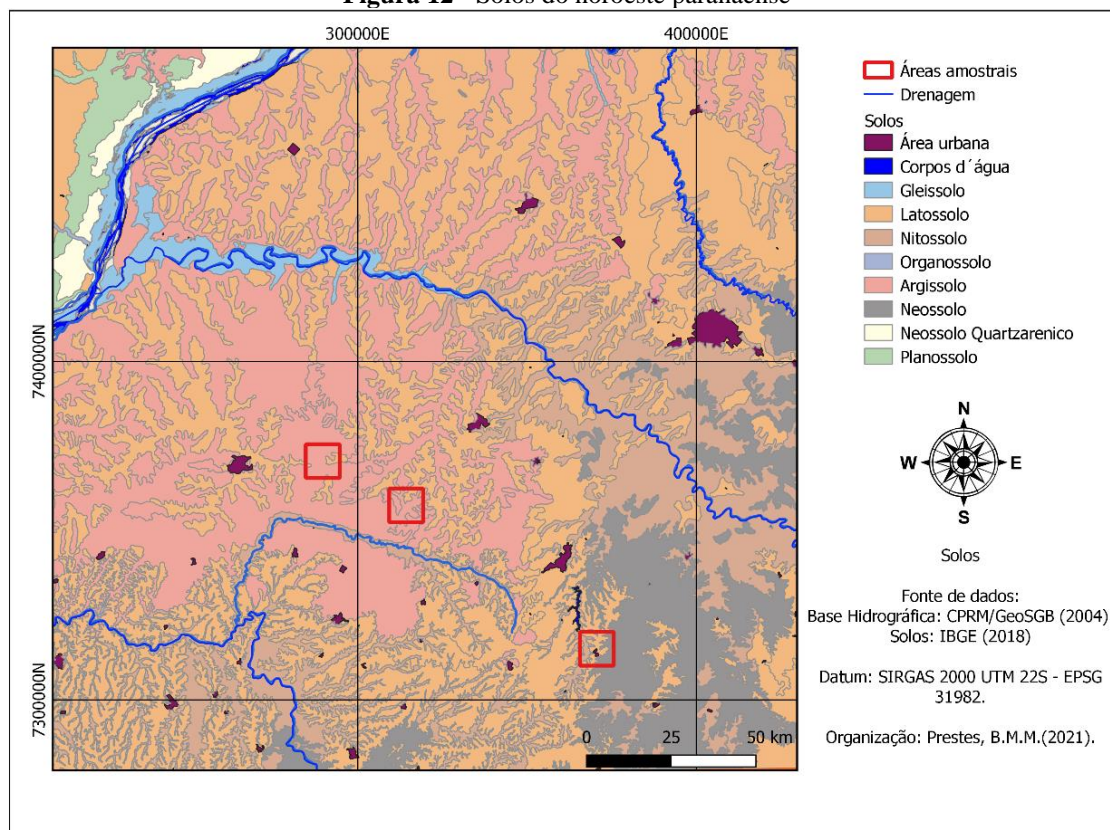 Figura 12 - Solos do noroeste paranaense
300000E
400000E
7400000N
7300000N
0 25 50 km
Áreas amostrais
Drenagem
Solos
Área urbana
Corpos d´água
Gleissolo
Latossolo
Nitossolo
Organossolo
Argissolo
Neossolo
Neossolo Quartzarenico
Planossolo
N
W E
S
Solos
Fonte de dados:
Base Hidrográfica: CPRM/GeoSGB (2004)
Solos: IBGE (2018)
Datum: SIRGAS 2000 UTM 22S - EPSG
31982.
Organização: Prestes, B.M.M.(2021).